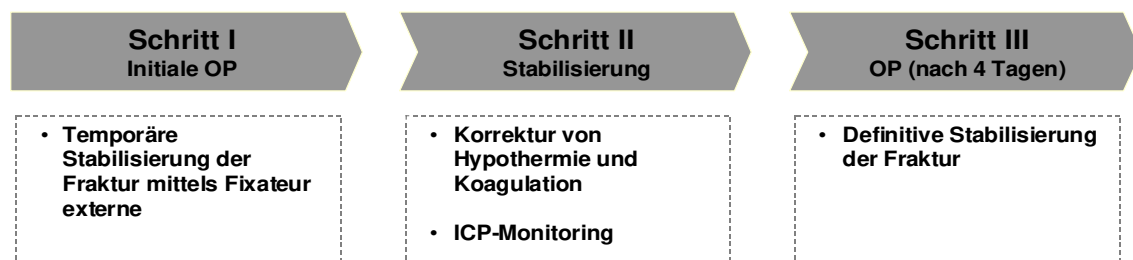 Schritt I
Initiale OP
Schritt II
Stabilisierung
Schritt III
OP (nach 4 Tagen)
• Temporäre
Stabilisierung der
Fraktur mittels Fixateur
externe
• Korrektur von
Hypothermie und
Koagulation
• ICP-Monitoring
• Definitive Stabilisierung
der Fraktur